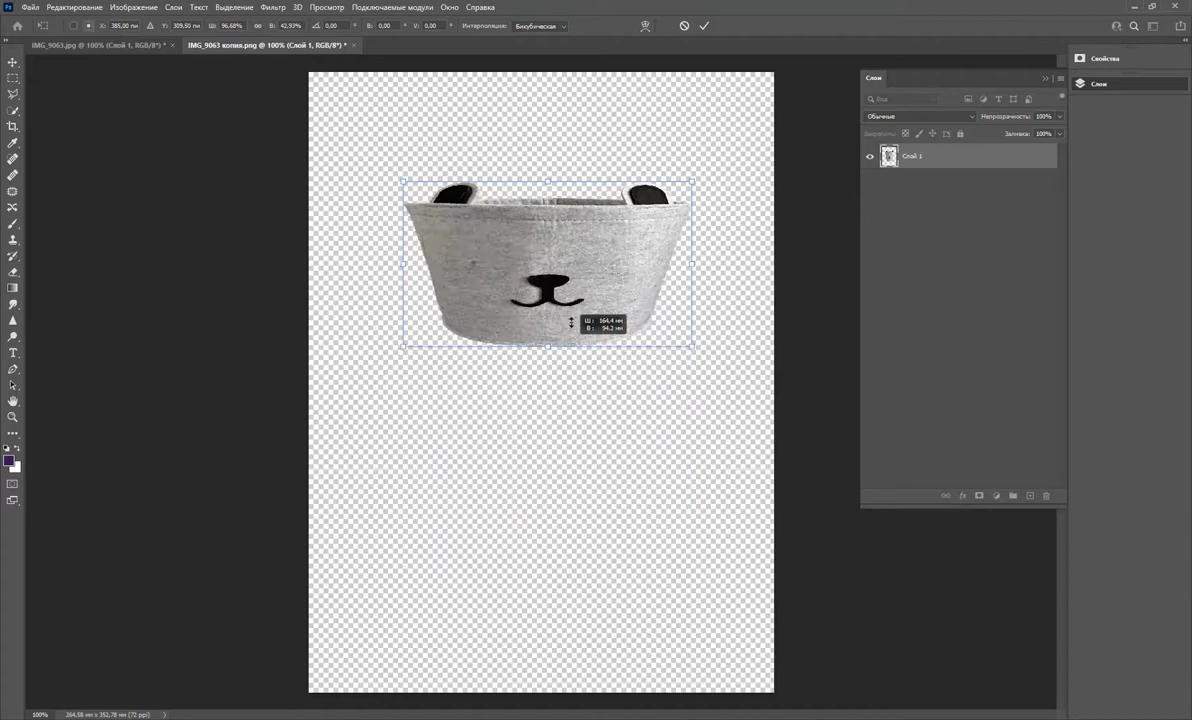 Ps Файл Редактирование Изображение Слои Текст Выделение Фильтр 3D Просмотр Подключаемые модули Окно Справка
X: 385,00 пи Y: 309,50 пи Ш: 96,68% В: 42,93% 0,00 ° Г: 0,00 ° В: 0,00 ° Интерполяция: Бикубическая
IMG_9063.jpg @ 100% (Слой 1, RGB/8*) * × IMG_9063 копия.png @ 100% (Слой 1, RGB/8*) * ×
Свойства
Слои
Слои
Вид
Обычные Непрозрачность: 100%
Закрепить: Заливка: 100%
Слой 1
Ш: 164,4 мм
В: 94,2 мм
100% 264,58 мм x 352,78 мм (72 ppi)